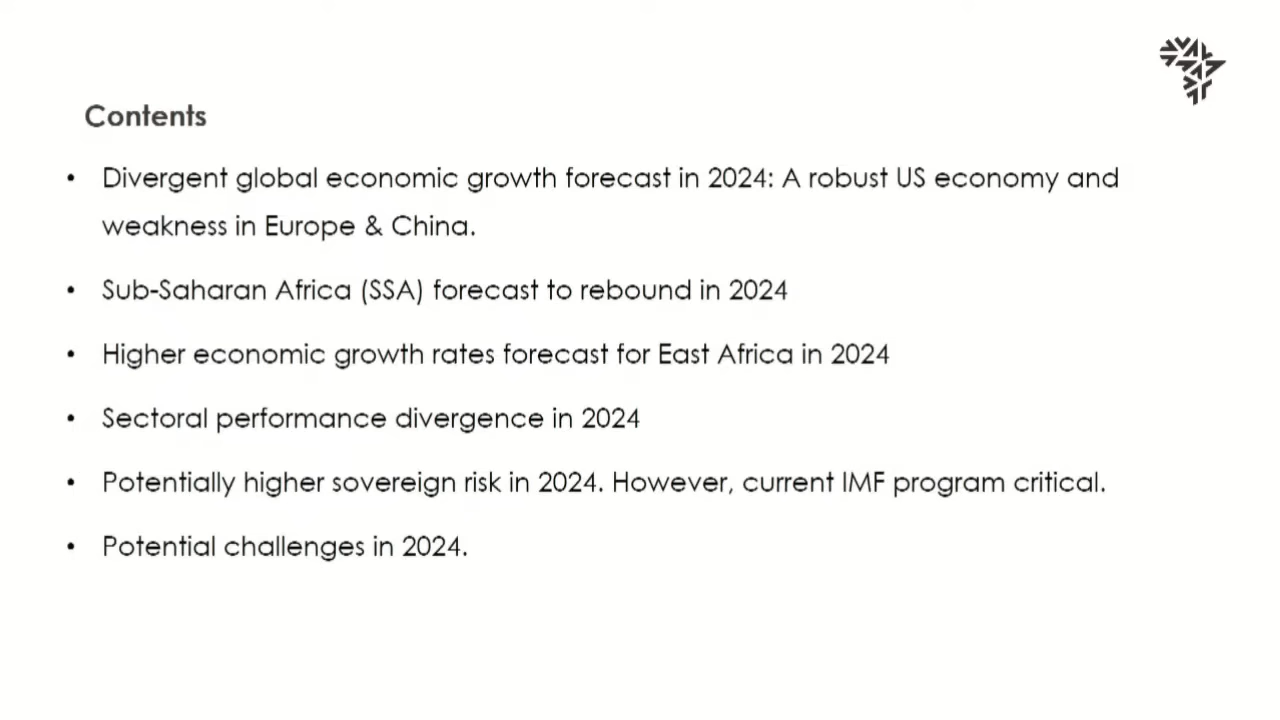 Contents
• Divergent global economic growth forecast in 2024: A robust US economy and
weakness in Europe & China.
• Sub-Saharan Africa (SSA) forecast to rebound in 2024
• Higher economic growth rates forecast for East Africa in 2024
• Sectoral performance divergence in 2024
• Potentially higher sovereign risk in 2024. However, current IMF program critical.
• Potential challenges in 2024.